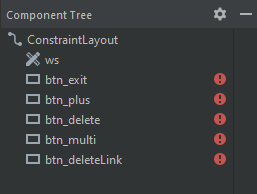 Component Tree
ConstraintLayout
ws
btn_exit
btn_plus
btn_delete
btn_multi
btn_deleteLink